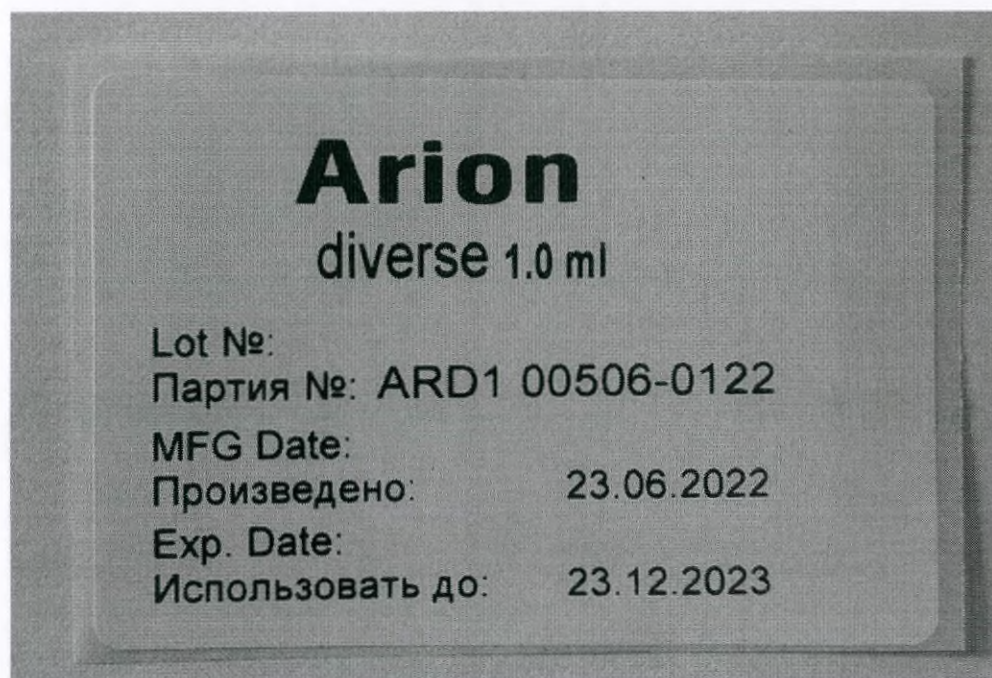 Arion
diverse 1.0 ml
Lot №:
Партия №: ARD1 00506-0122
MFG Date:
Произведено: 23.06.2022
Exp. Date:
Использовать до: 23.12.2023